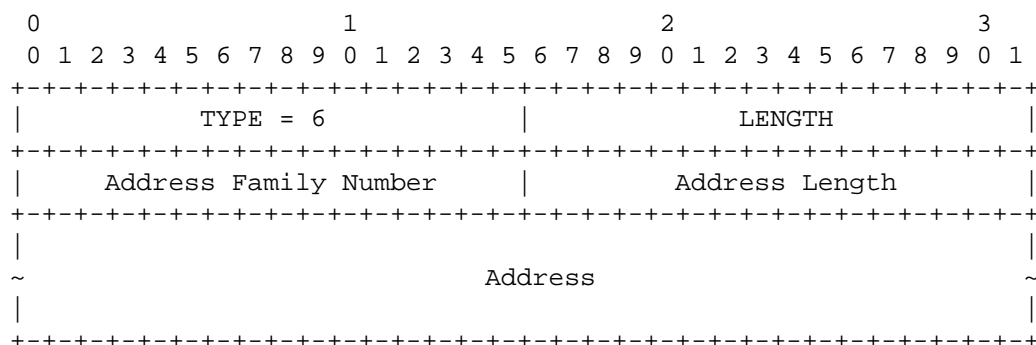 0                   1                   2                   3
 0 1 2 3 4 5 6 7 8 9 0 1 2 3 4 5 6 7 8 9 0 1 2 3 4 5 6 7 8 9 0 1
+-+-+-+-+-+-+-+-+-+-+-+-+-+-+-+-+-+-+-+-+-+-+-+-+-+-+-+-+-+-+-+-+
|           TYPE = 6            |             LENGTH            |
+-+-+-+-+-+-+-+-+-+-+-+-+-+-+-+-+-+-+-+-+-+-+-+-+-+-+-+-+-+-+-+-+
|     Address Family Number     |         Address Length        |
+-+-+-+-+-+-+-+-+-+-+-+-+-+-+-+-+-+-+-+-+-+-+-+-+-+-+-+-+-+-+-+-+
|                                                               |
~                             Address                           ~
|                                                               |
+-+-+-+-+-+-+-+-+-+-+-+-+-+-+-+-+-+-+-+-+-+-+-+-+-+-+-+-+-+-+-+-+